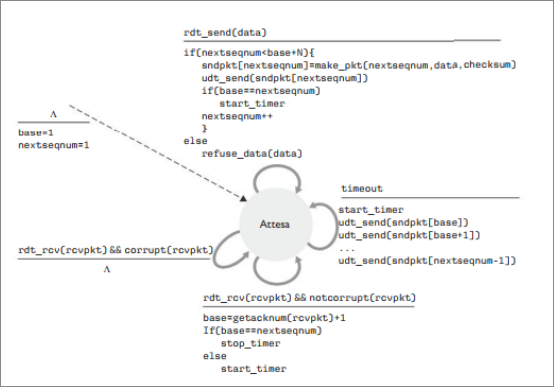 rdt_send(data)
if(nextseqnum<base+N){
sndpkt[nextseqnum]=make_pkt(nextseqnum,data,checksum)
udt_send(sndpkt[nextseqnum])
if(base==nextseqnum)
start_timer
nextseqnum++
}
else
refuse_data(data)
Λ
base=1
nextseqnum=1
Attesa
timeout
start_timer
udt_send(sndpkt[base])
udt_send(sndpkt[base+1])
...
udt_send(sndpkt[nextseqnum-1])
rdt_rcv(rcvpkt)&&corrupt(rcvpkt)
Λ
rdt_rcv(rcvpkt)&&notcorrupt(rcvpkt)
base=getacknum(rcvpkt)+1
If(base==nextseqnum)
stop_timer
else
start_timer